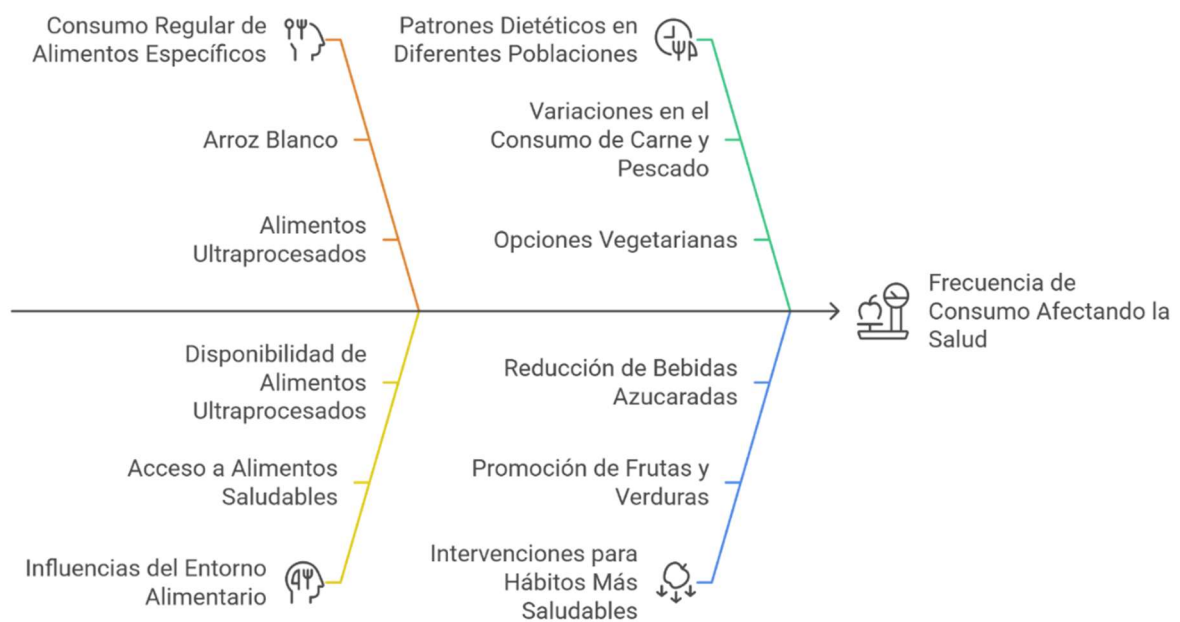 Consumo Regular de
Alimentos Específicos
Arroz Blanco
Alimentos
Ultraprocesados
Patrones Dietéticos en
Diferentes Poblaciones
Variaciones en el
Consumo de Carne y
Pescado
Opciones Vegetarianas
Frecuencia de
Consumo Afectando la
Salud
Disponibilidad de
Alimentos
Ultraprocesados
Acceso a Alimentos
Saludables
Influencias del Entorno
Alimentario
Reducción de Bebidas
Azucaradas
Promoción de Frutas y
Verduras
Intervenciones para
Hábitos Más
Saludables